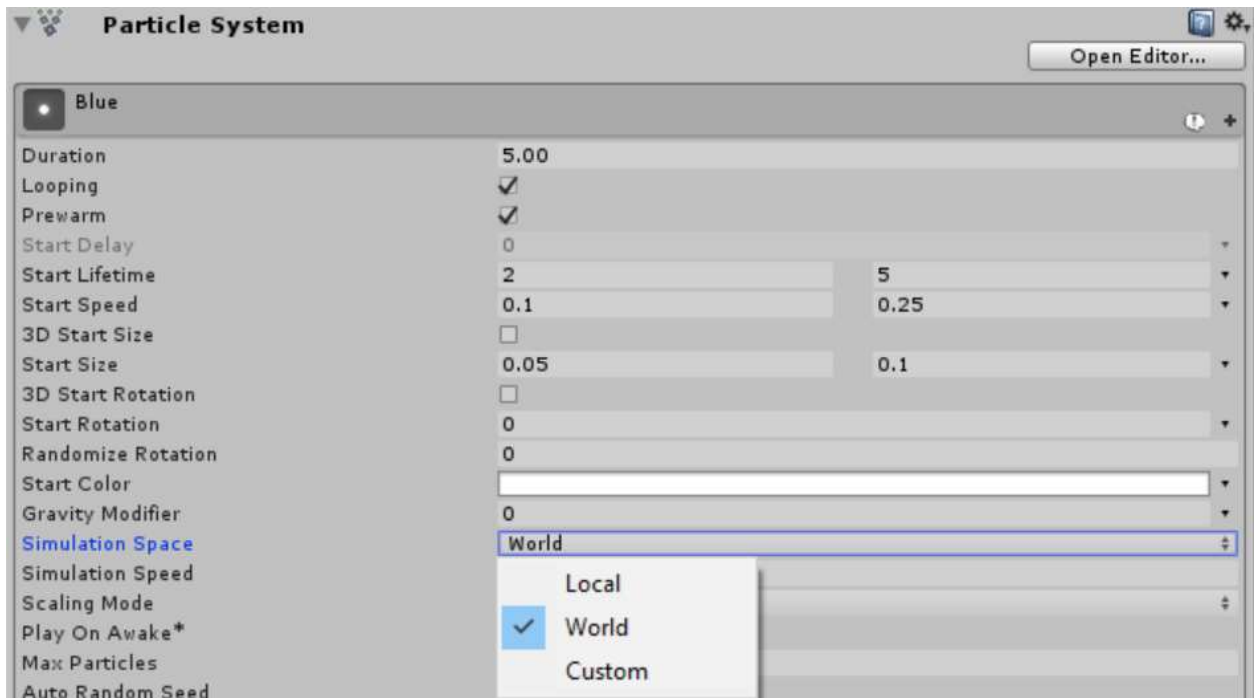 Particle System
Open Editor...
Blue
Duration 5.00
Looping
Prewarm
Start Delay 0
Start Lifetime 2 5
Start Speed 0.1 0.25
3D Start Size
Start Size 0.05 0.1
3D Start Rotation
Start Rotation 0
Randomize Rotation 0
Start Color
Gravity Modifier 0
Simulation Space World
Simulation Speed
Local
Scaling Mode
World
Play On Awake*
Max Particles
Custom
Auto Random Seed